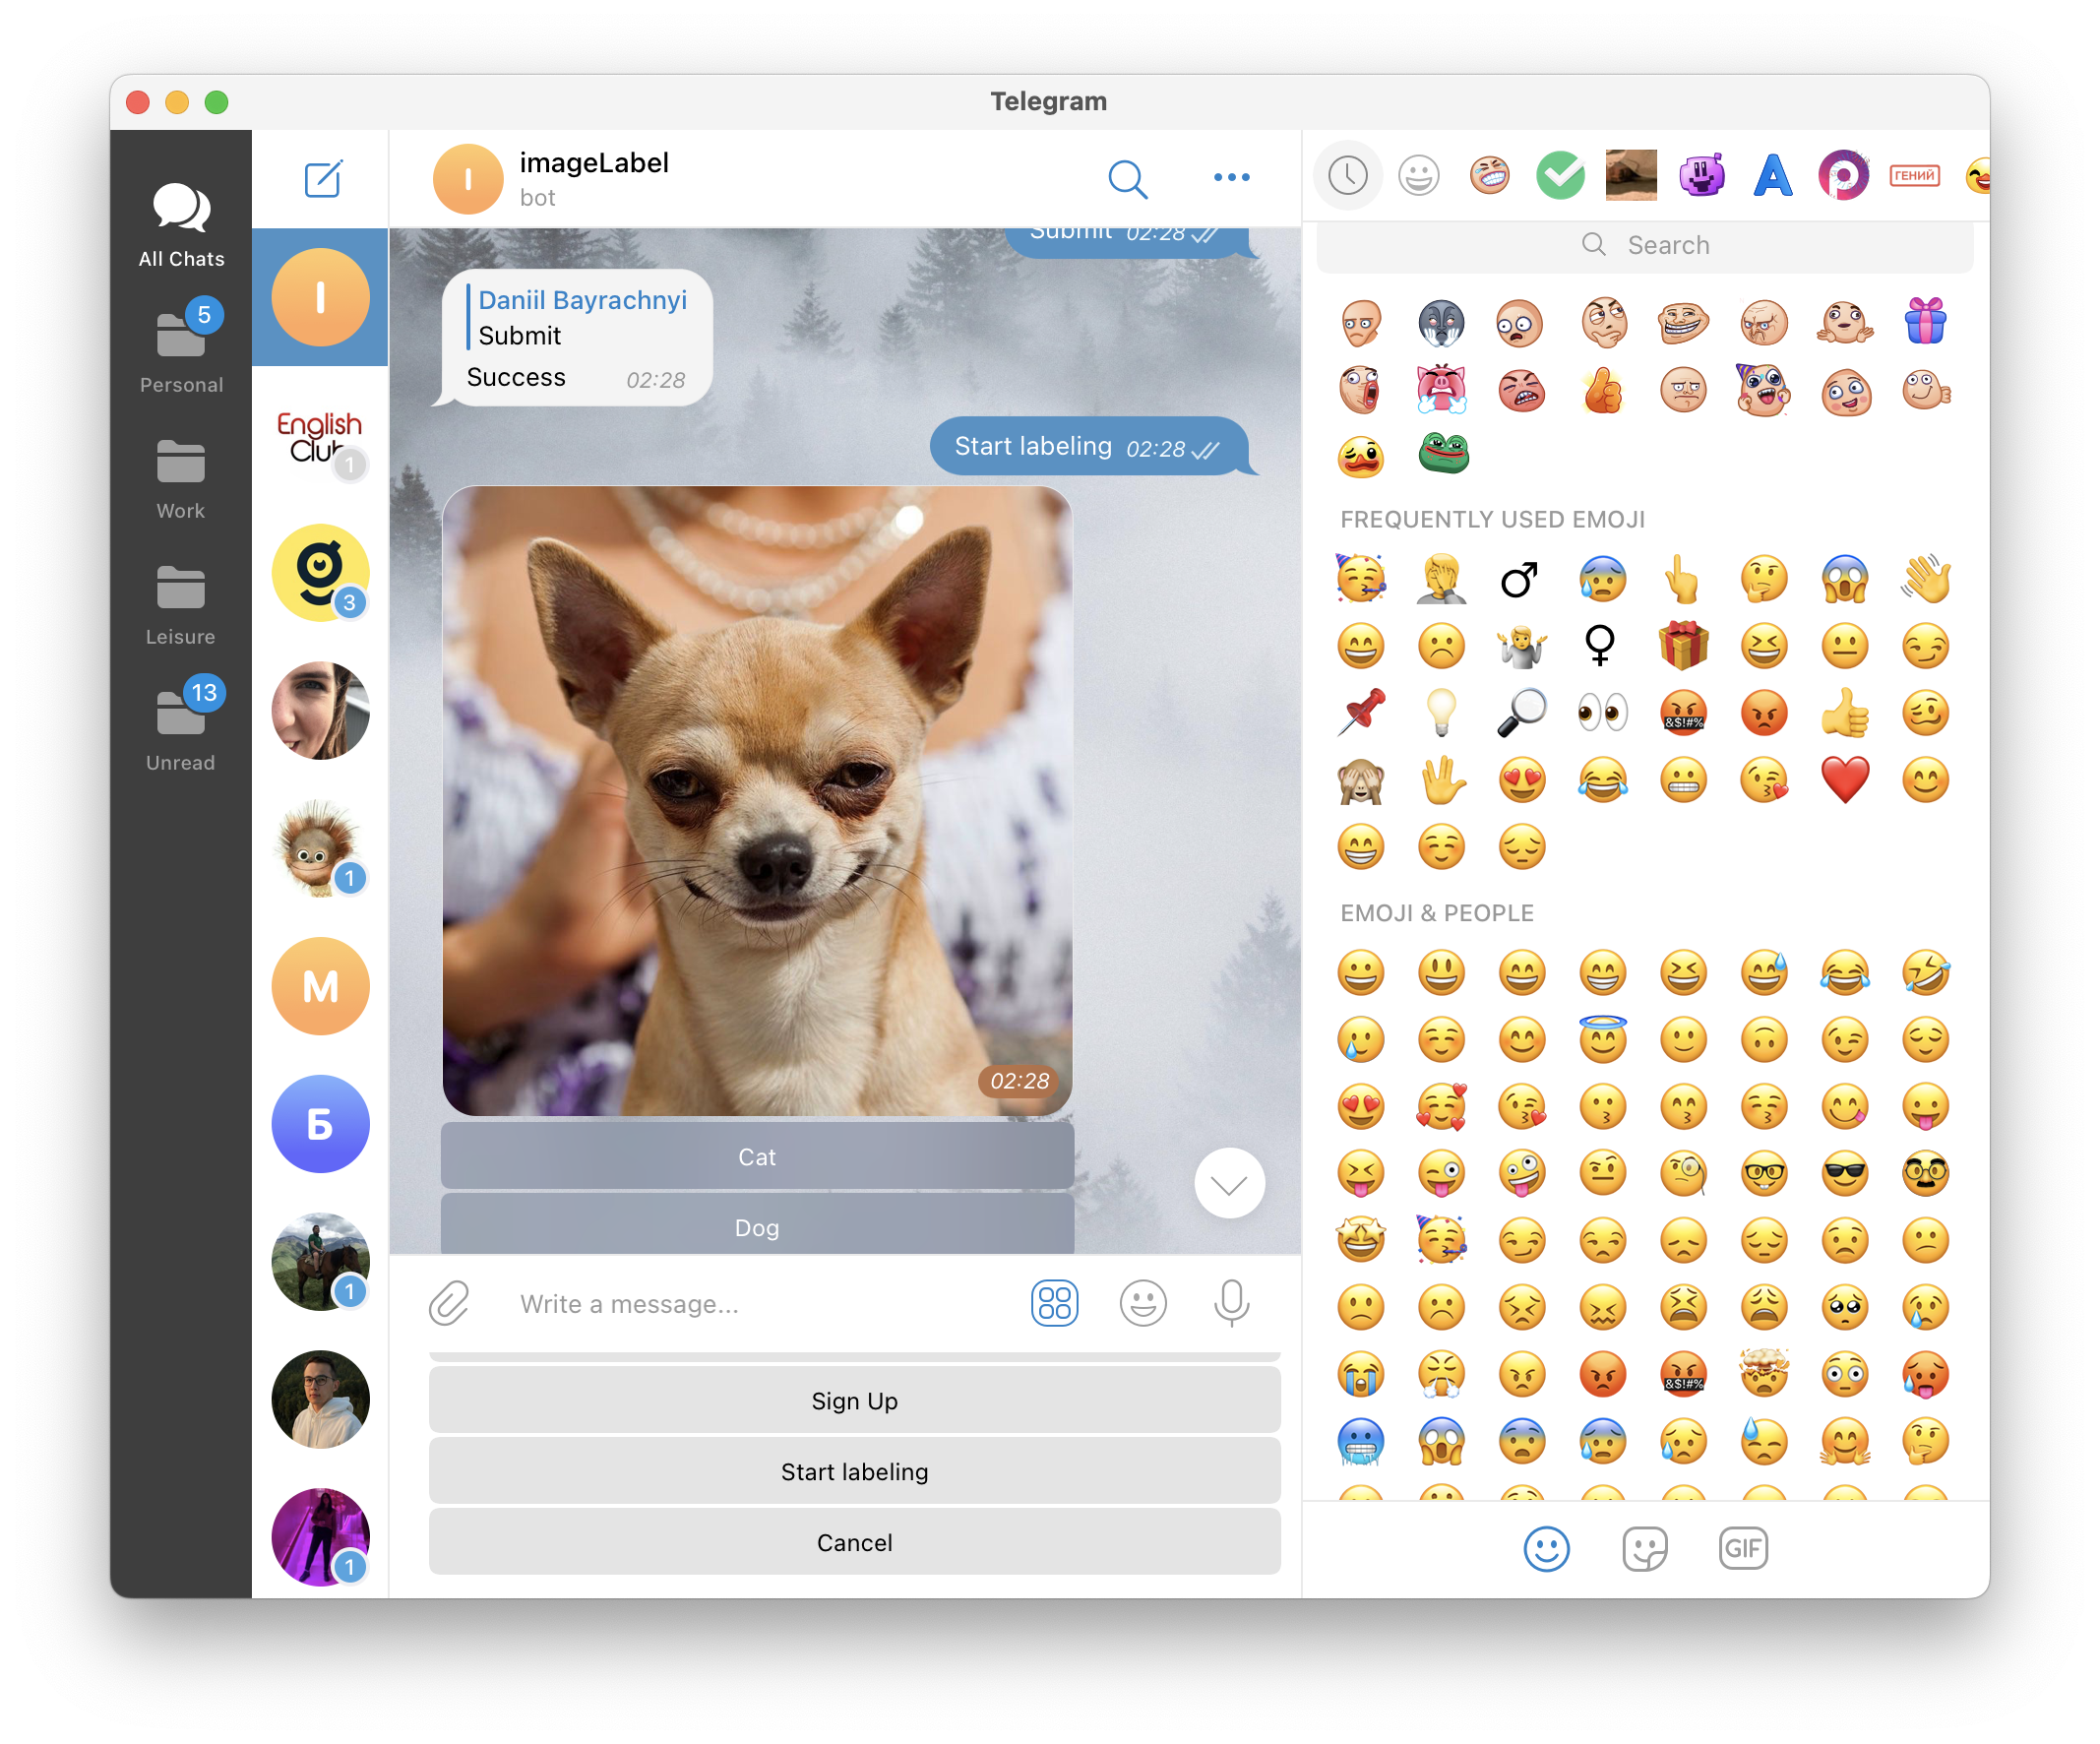 Telegram
All Chats
5
Personal
Work
Leisure
13
Unread
I
English
Club
1
3
1
М
Б
1
1
I
imageLabel
bot
Submit 02:28
Daniil Bayrachnyi
Submit
Success 02:28
Start labeling 02:28
02:28
Cat
Dog
Write a message...
Sign Up
Start labeling
Cancel
ГЕНИЙ
Search
FREQUENTLY USED EMOJI
&$!#%
EMOJI & PEOPLE
&$!#%
GIF